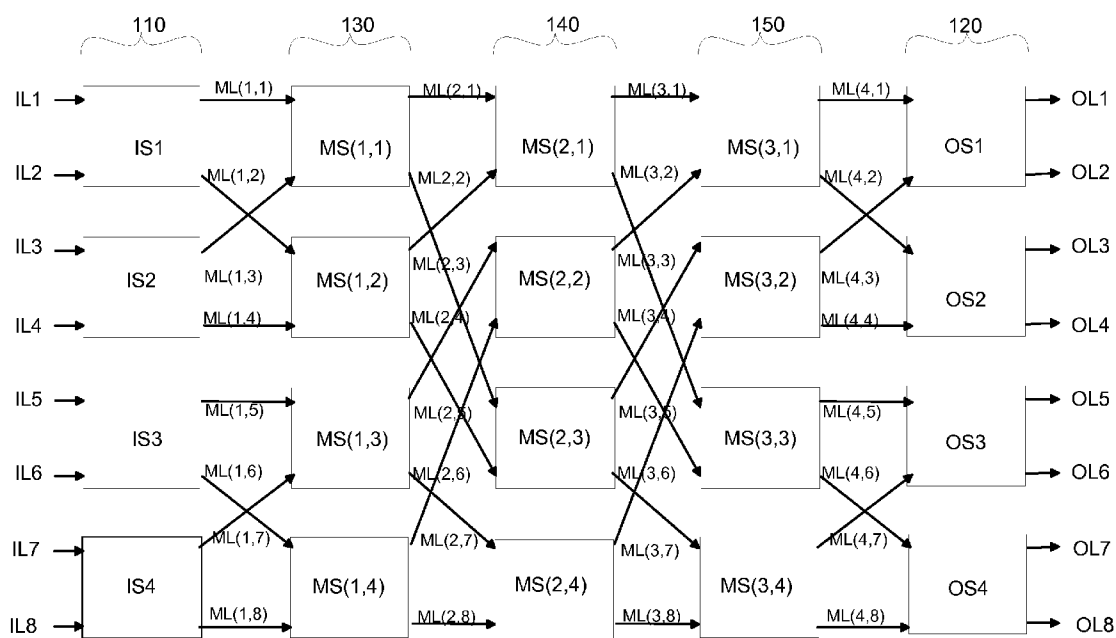 110 130 140 150 120
ML(1,1) ML(2,1) ML(3,1) ML(4,1)
IL1 OL1
IS1 MS(1,1) MS(2,1) MS(3,1) OS1
IL2 ML(1,2) ML2,2) ML(3,2) ML(4,2) OL2
IL3 OL3
ML(1,3) ML(2,3) ML(3,3) ML(4,3)
IS2 MS(1,2) MS(2,2) MS(3,2) OS2
IL4 ML(1,4) ML(2,4) ML(3,4) ML(4,4) OL4
IL5 OL5
ML(1,5) ML(2,5) ML(3,5) ML(4,5)
IS3 MS(1,3) MS(2,3) MS(3,3) OS3
IL6 ML(1,6) ML(2,6) ML(3,6) ML(4,6) OL6
IL7 ML(1,7) ML(2,7) ML(3,7) ML(4,7) OL7
IS4 MS(1,4) MS(2,4) MS(3,4) OS4
IL8 ML(1,8) ML(2,8) ML(3,8) ML(4,8) OL8